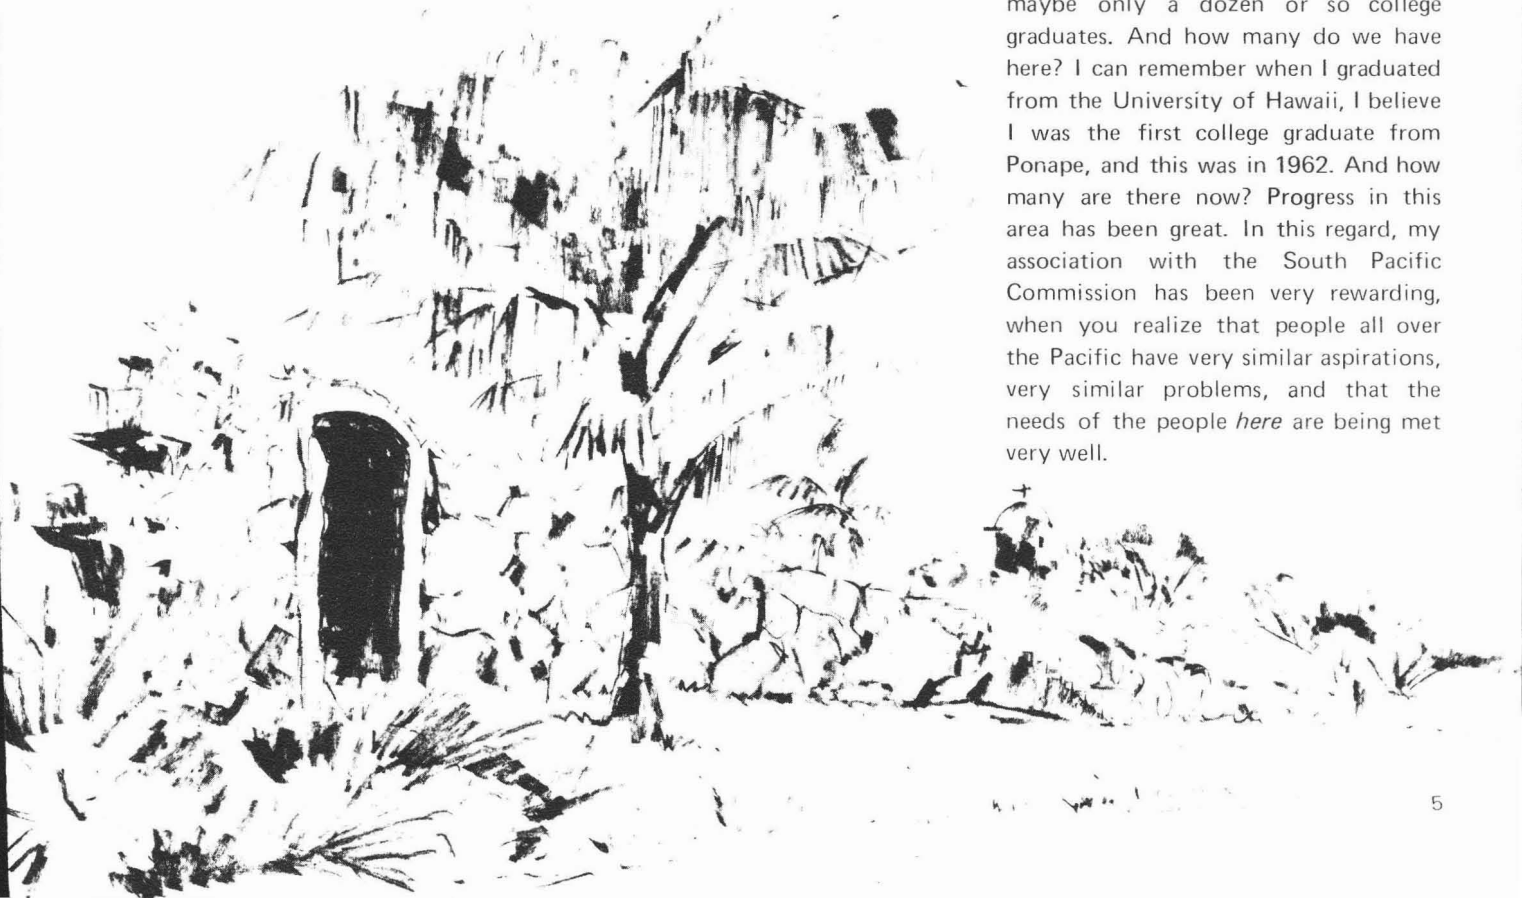 maybe only a dozen or so college
graduates. And how many do we have
here? I can remember when I graduated
from the University of Hawaii, I believe
I was the first college graduate from
Ponape, and this was in 1962. And how
many are there now? Progress in this
area has been great. In this regard, my
association with the South Pacific
Commission has been very rewarding,
when you realize that people all over
the Pacific have very similar aspirations,
very similar problems, and that the
needs of the people here are being met
very well.
5